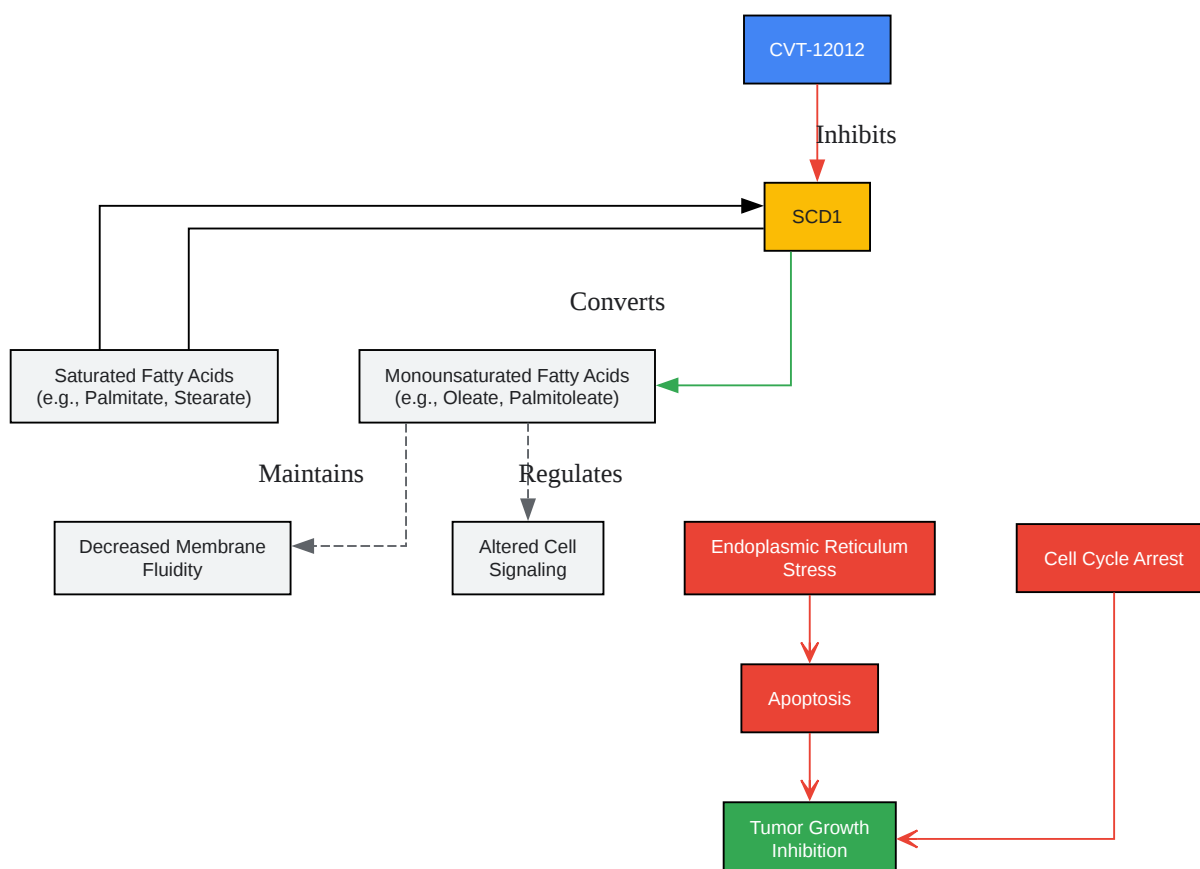 CVT-12012
Inhibits
SCD1
Converts
Saturated Fatty Acids
(e.g., Palmitate, Stearate)
Monounsaturated Fatty Acids
(e.g., Oleate, Palmitoleate)
Maintains
Regulates
Decreased Membrane
Fluidity
Altered Cell
Signaling
Endoplasmic Reticulum
Stress
Cell Cycle Arrest
Apoptosis
Tumor Growth
Inhibition